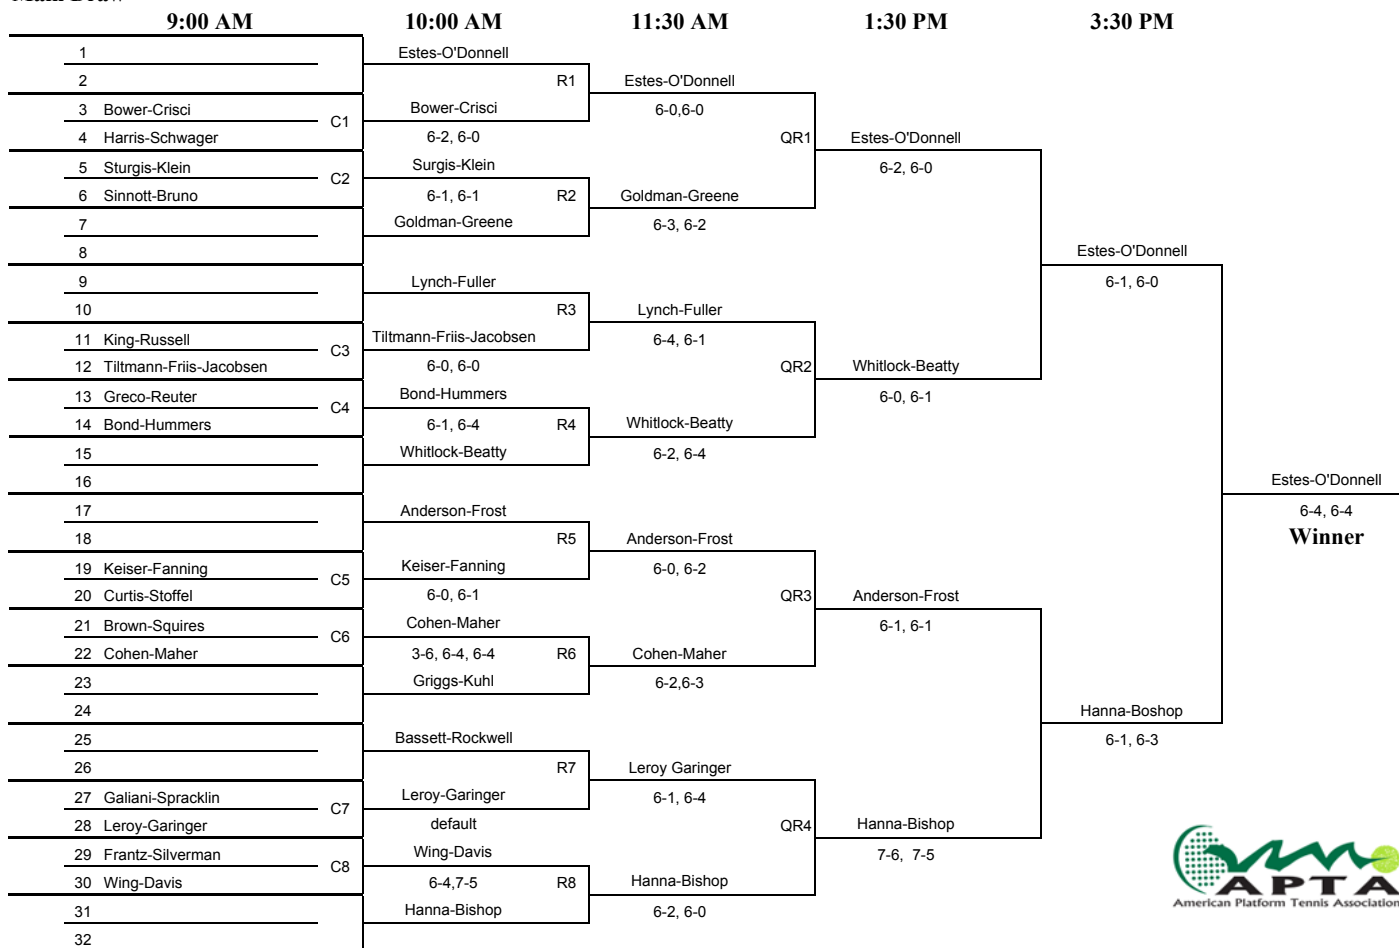 9:00 AM 10:00 AM 11:30 AM 1:30 PM 3:30 PM
1 Estes-O'Donnell
2 R1 Estes-O'Donnell
3 Bower-Crisci C1 Bower-Crisci 6-0,6-0
4 Harris-Schwager 6-2, 6-0 QR1 Estes-O'Donnell
5 Sturgis-Klein C2 Surgis-Klein 6-2, 6-0
6 Sinnott-Bruno 6-1, 6-1 R2 Goldman-Greene
7 Goldman-Greene 6-3, 6-2
8 Estes-O'Donnell
9 Lynch-Fuller 6-1, 6-0
10 R3 Lynch-Fuller
11 King-Russell C3 Tiltmann-Friis-Jacobsen 6-4, 6-1
12 Tiltmann-Friis-Jacobsen 6-0, 6-0 QR2 Whitlock-Beatty
13 Greco-Reuter C4 Bond-Hummers 6-0, 6-1
14 Bond-Hummers 6-1, 6-4 R4 Whitlock-Beatty
15 Whitlock-Beatty 6-2, 6-4
16 Estes-O'Donnell
17 Anderson-Frost 6-4, 6-4
18 R5 Anderson-Frost Winner
19 Keiser-Fanning C5 Keiser-Fanning 6-0, 6-2
20 Curtis-Stoffel 6-0, 6-1 QR3 Anderson-Frost
21 Brown-Squires C6 Cohen-Maher 6-1, 6-1
22 Cohen-Maher 3-6, 6-4, 6-4 R6 Cohen-Maher
23 Griggs-Kuhl 6-2,6-3
24 Hanna-Boshop
25 Bassett-Rockwell 6-1, 6-3
26 R7 Leroy Garinger
27 Galiani-Spracklin C7 Leroy-Garinger 6-1, 6-4
28 Leroy-Garinger default QR4 Hanna-Bishop
29 Frantz-Silverman C8 Wing-Davis 7-6, 7-5
30 Wing-Davis 6-4,7-5 R8 Hanna-Bishop
31 Hanna-Bishop 6-2, 6-0
32
APTA
American Platform Tennis Association